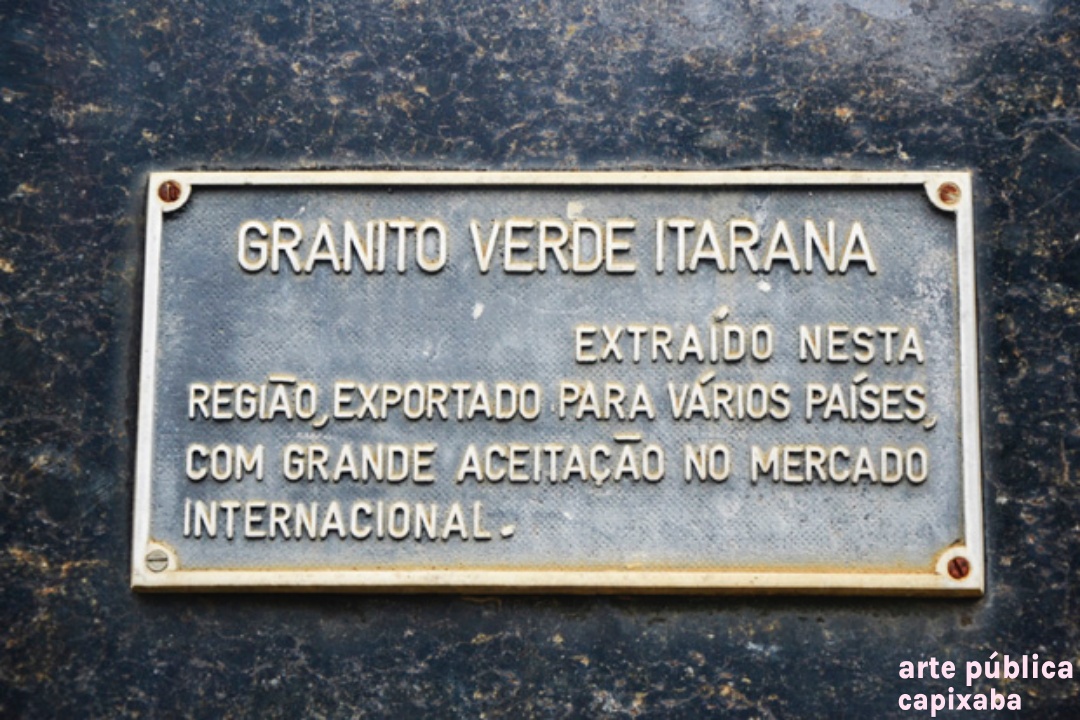 GRANITO VERDE ITARANA
EXTRAÍDO NESTA
REGIÃO, EXPORTADO PARA VÁRIOS PAÍSES,
COM GRANDE ACEITAÇÃO NO MERCADO
INTERNACIONAL.
arte pública
capixaba